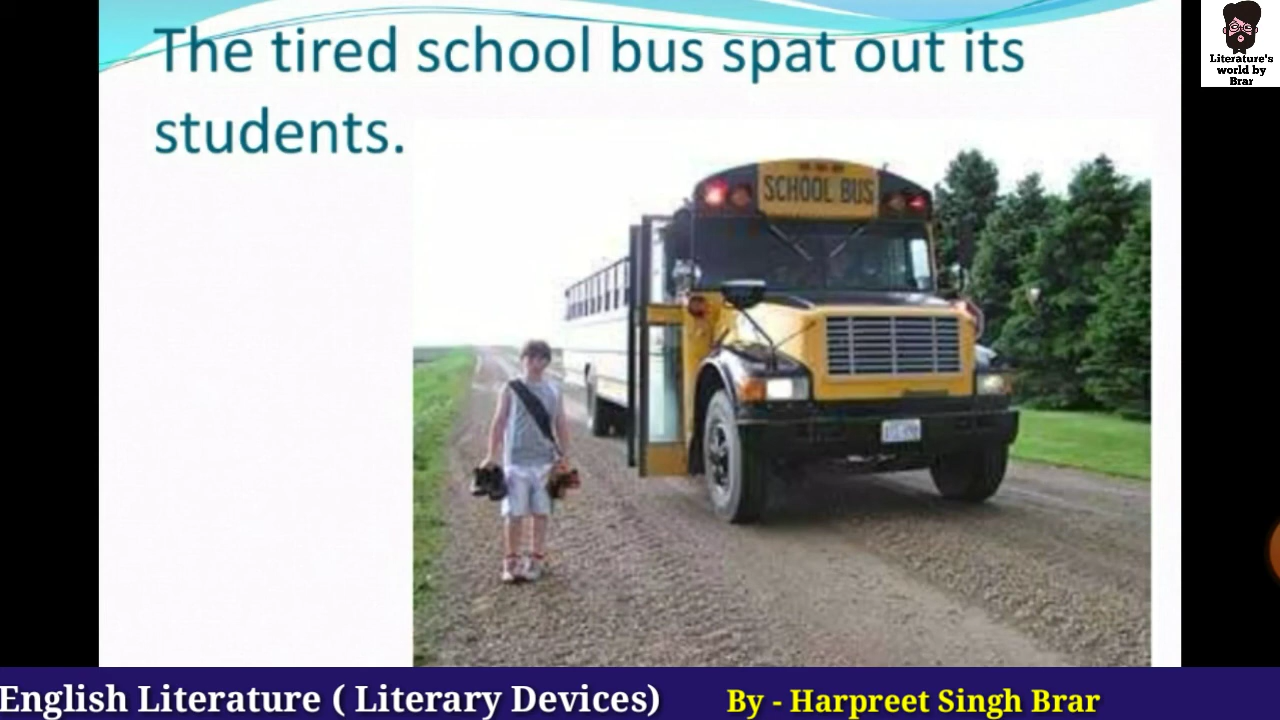 The tired school bus spat out its
students.
Literature's
world by
Brar
SCHOOL BUS
English Literature ( Literary Devices)
By - Harpreet Singh Brar